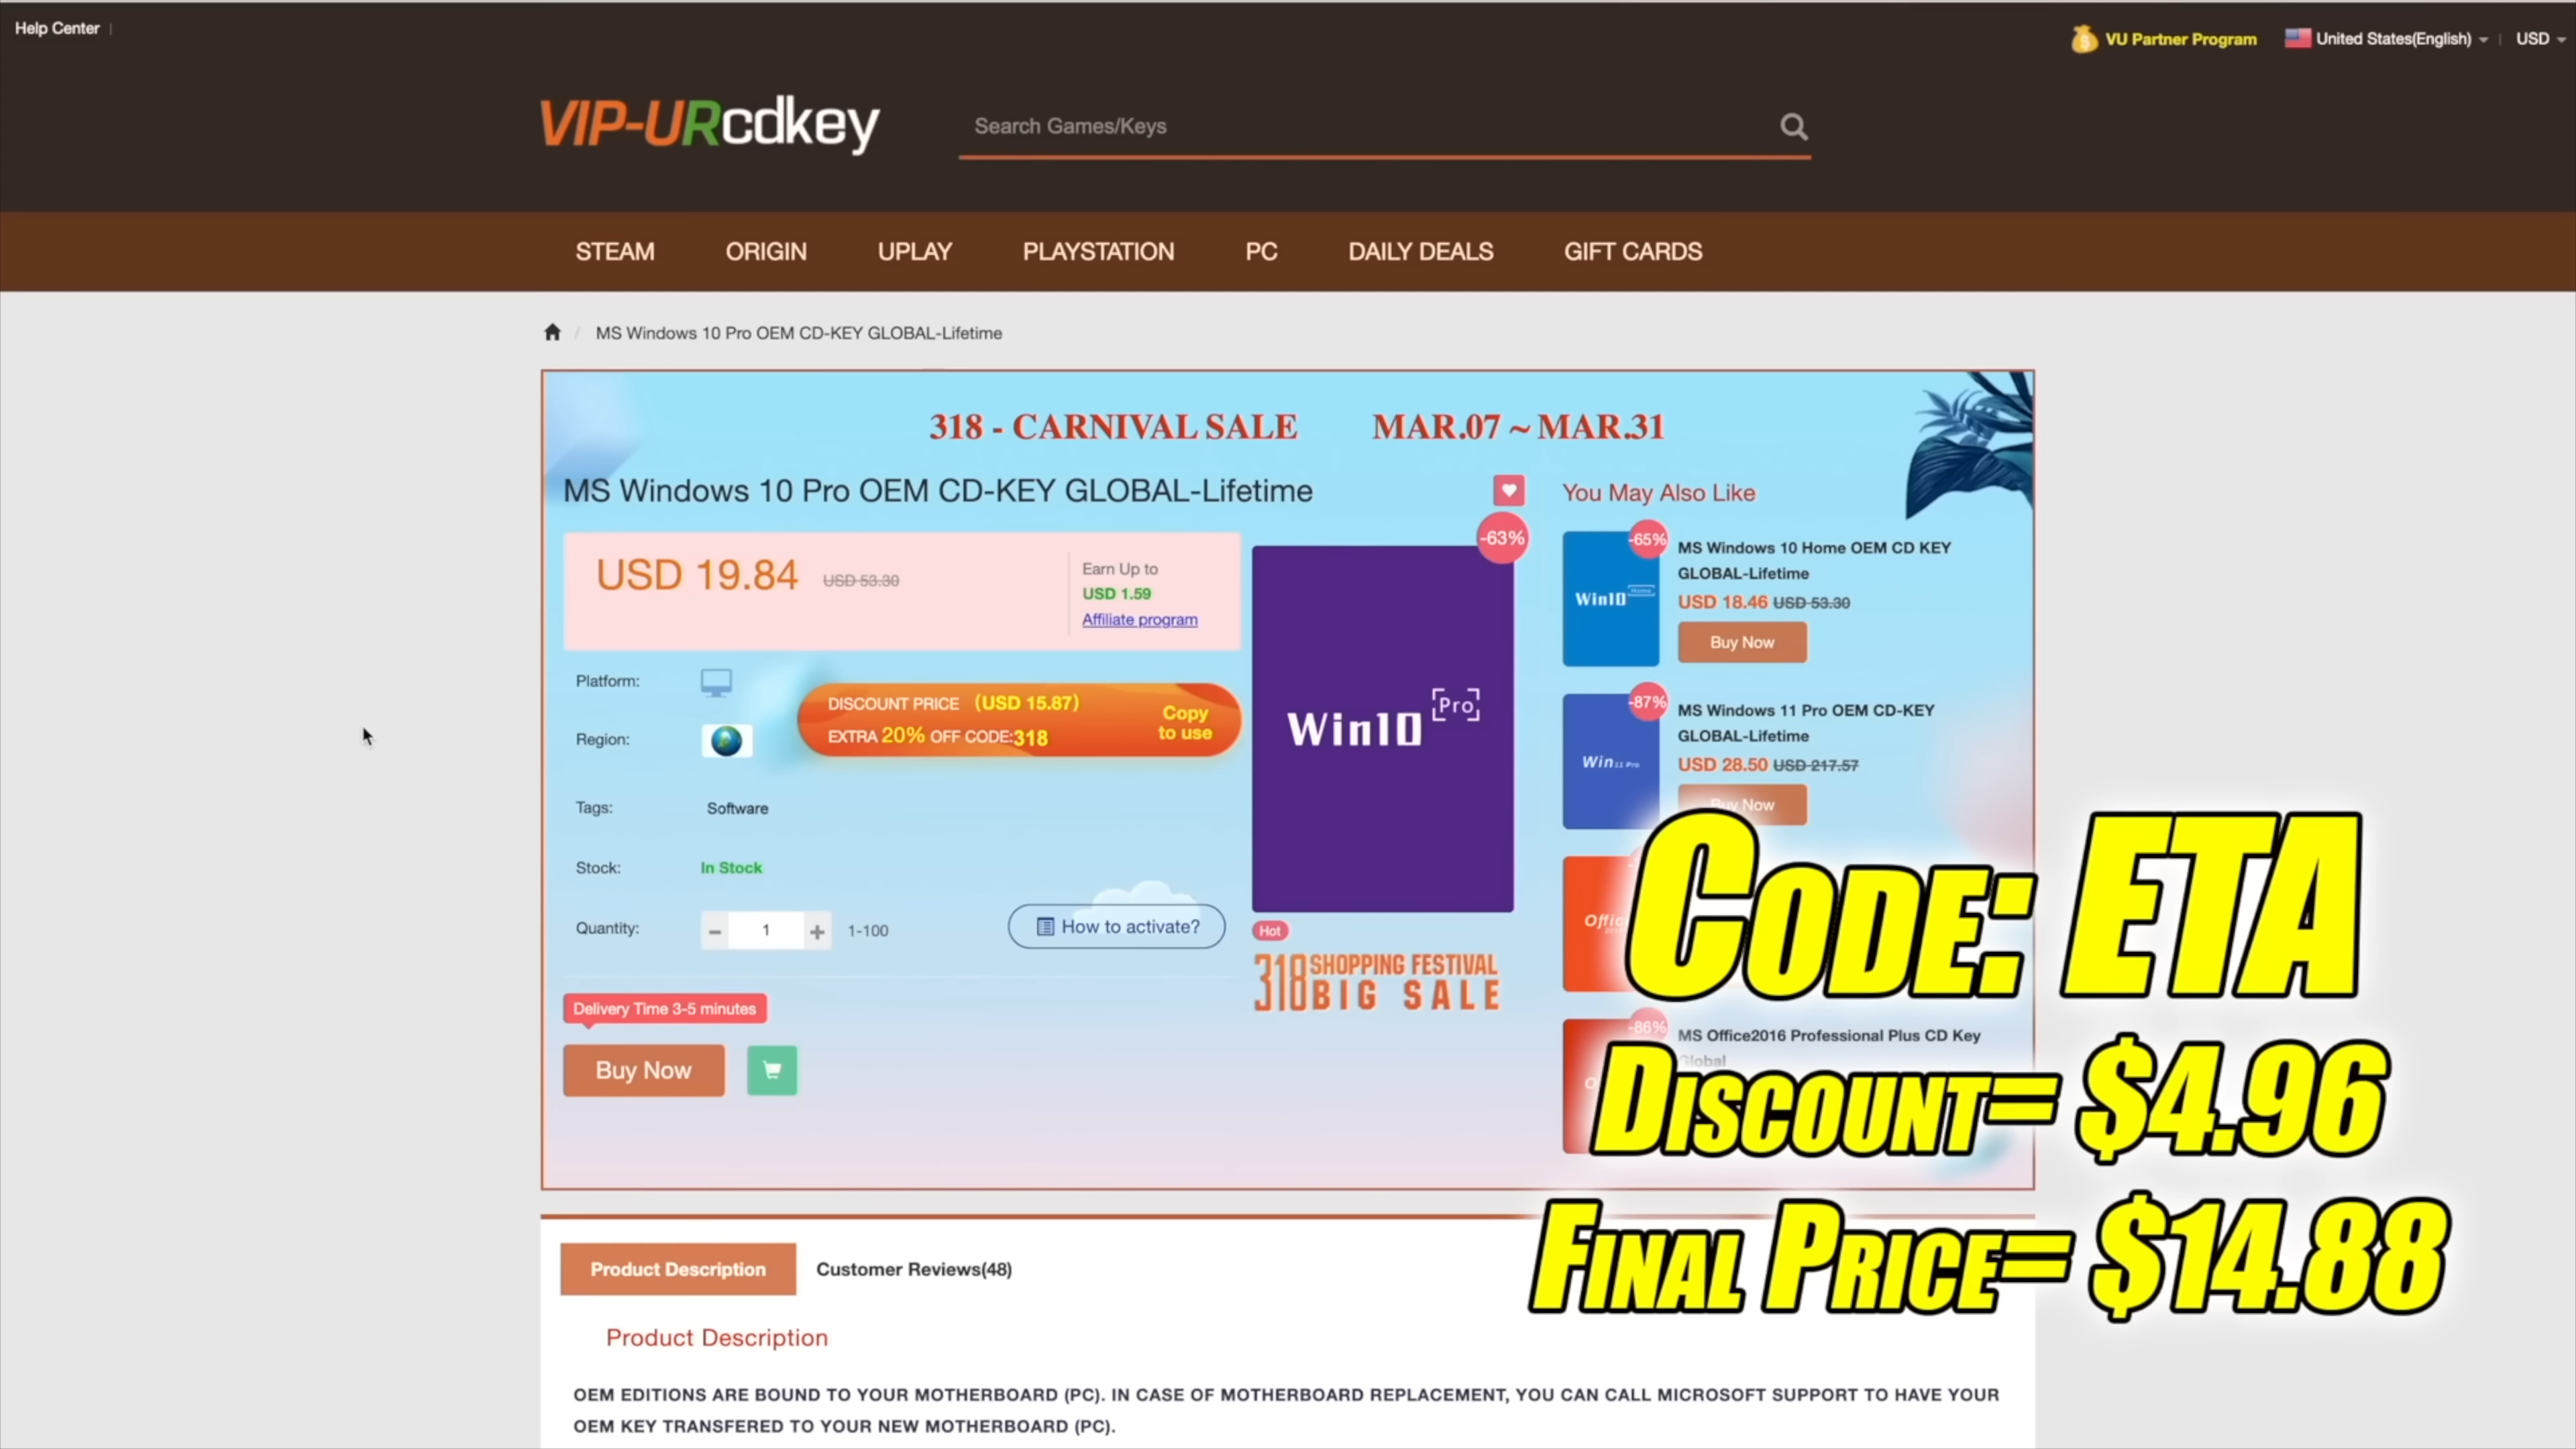 Help Center
VU Partner Program
United States(English)
USD
VIP-URcdkey
Search Games/Keys
STEAM
ORIGIN
UPLAY
PLAYSTATION
PC
DAILY DEALS
GIFT CARDS
MS Windows 10 Pro OEM CD-KEY GLOBAL-Lifetime
318 - CARNIVAL SALE MAR.07 ~ MAR.31
MS Windows 10 Pro OEM CD-KEY GLOBAL-Lifetime
USD 19.84 USD 53.30
Earn Up to
USD 1.59
Affiliate program
Platform:
DISCOUNT PRICE (USD 15.87)
EXTRA 20% OFF CODE:318
Copy
to use
Region:
Tags: Software
Stock: In Stock
Quantity: - 1 + 1-100
How to activate?
Delivery Time 3-5 minutes
Buy Now
-63%
Win10 [Pro]
Hot
318 SHOPPING FESTIVAL
BIG SALE
You May Also Like
-65%
Win10 Home
MS Windows 10 Home OEM CD KEY
GLOBAL-Lifetime
USD 18.46 USD 53.30
Buy Now
-87%
Win11 Pro
MS Windows 11 Pro OEM CD-KEY
GLOBAL-Lifetime
USD 28.50 USD 217.57
Buy Now
-86%
MS Office2016 Professional Plus CD Key
Global
CODE: ETA
DISCOUNT= $4.96
FINAL PRICE= $14.88
Product Description
Customer Reviews(48)
Product Description
OEM EDITIONS ARE BOUND TO YOUR MOTHERBOARD (PC). IN CASE OF MOTHERBOARD REPLACEMENT, YOU CAN CALL MICROSOFT SUPPORT TO HAVE YOUR
OEM KEY TRANSFERED TO YOUR NEW MOTHERBOARD (PC).